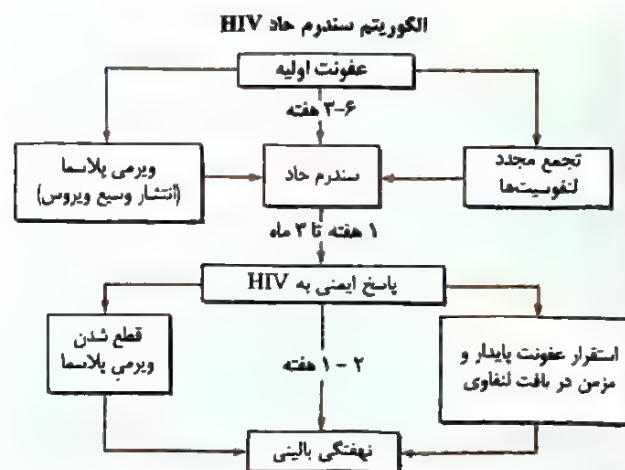 الگوریتم سندرم حاد HIV
عفونت اولیه
۳-۶ هفته
تجمع مجدد
لنفوسیت‌ها
سندرم حاد
ویرمی پلاسما
(انتشار وسیع ویروس)
۱ هفته تا ۳ ماه
پاسخ ایمنی به HIV
استقرار عفونت پایدار و
مزمن در بافت لنفاوی
۱ - ۲ هفته
قطع شدن
ویرمی پلاسما
نهفتگی بالینی